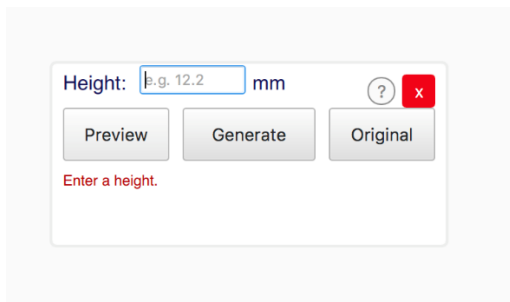 Height: e.g. 12.2 mm ? x
Preview Generate Original
Enter a height.